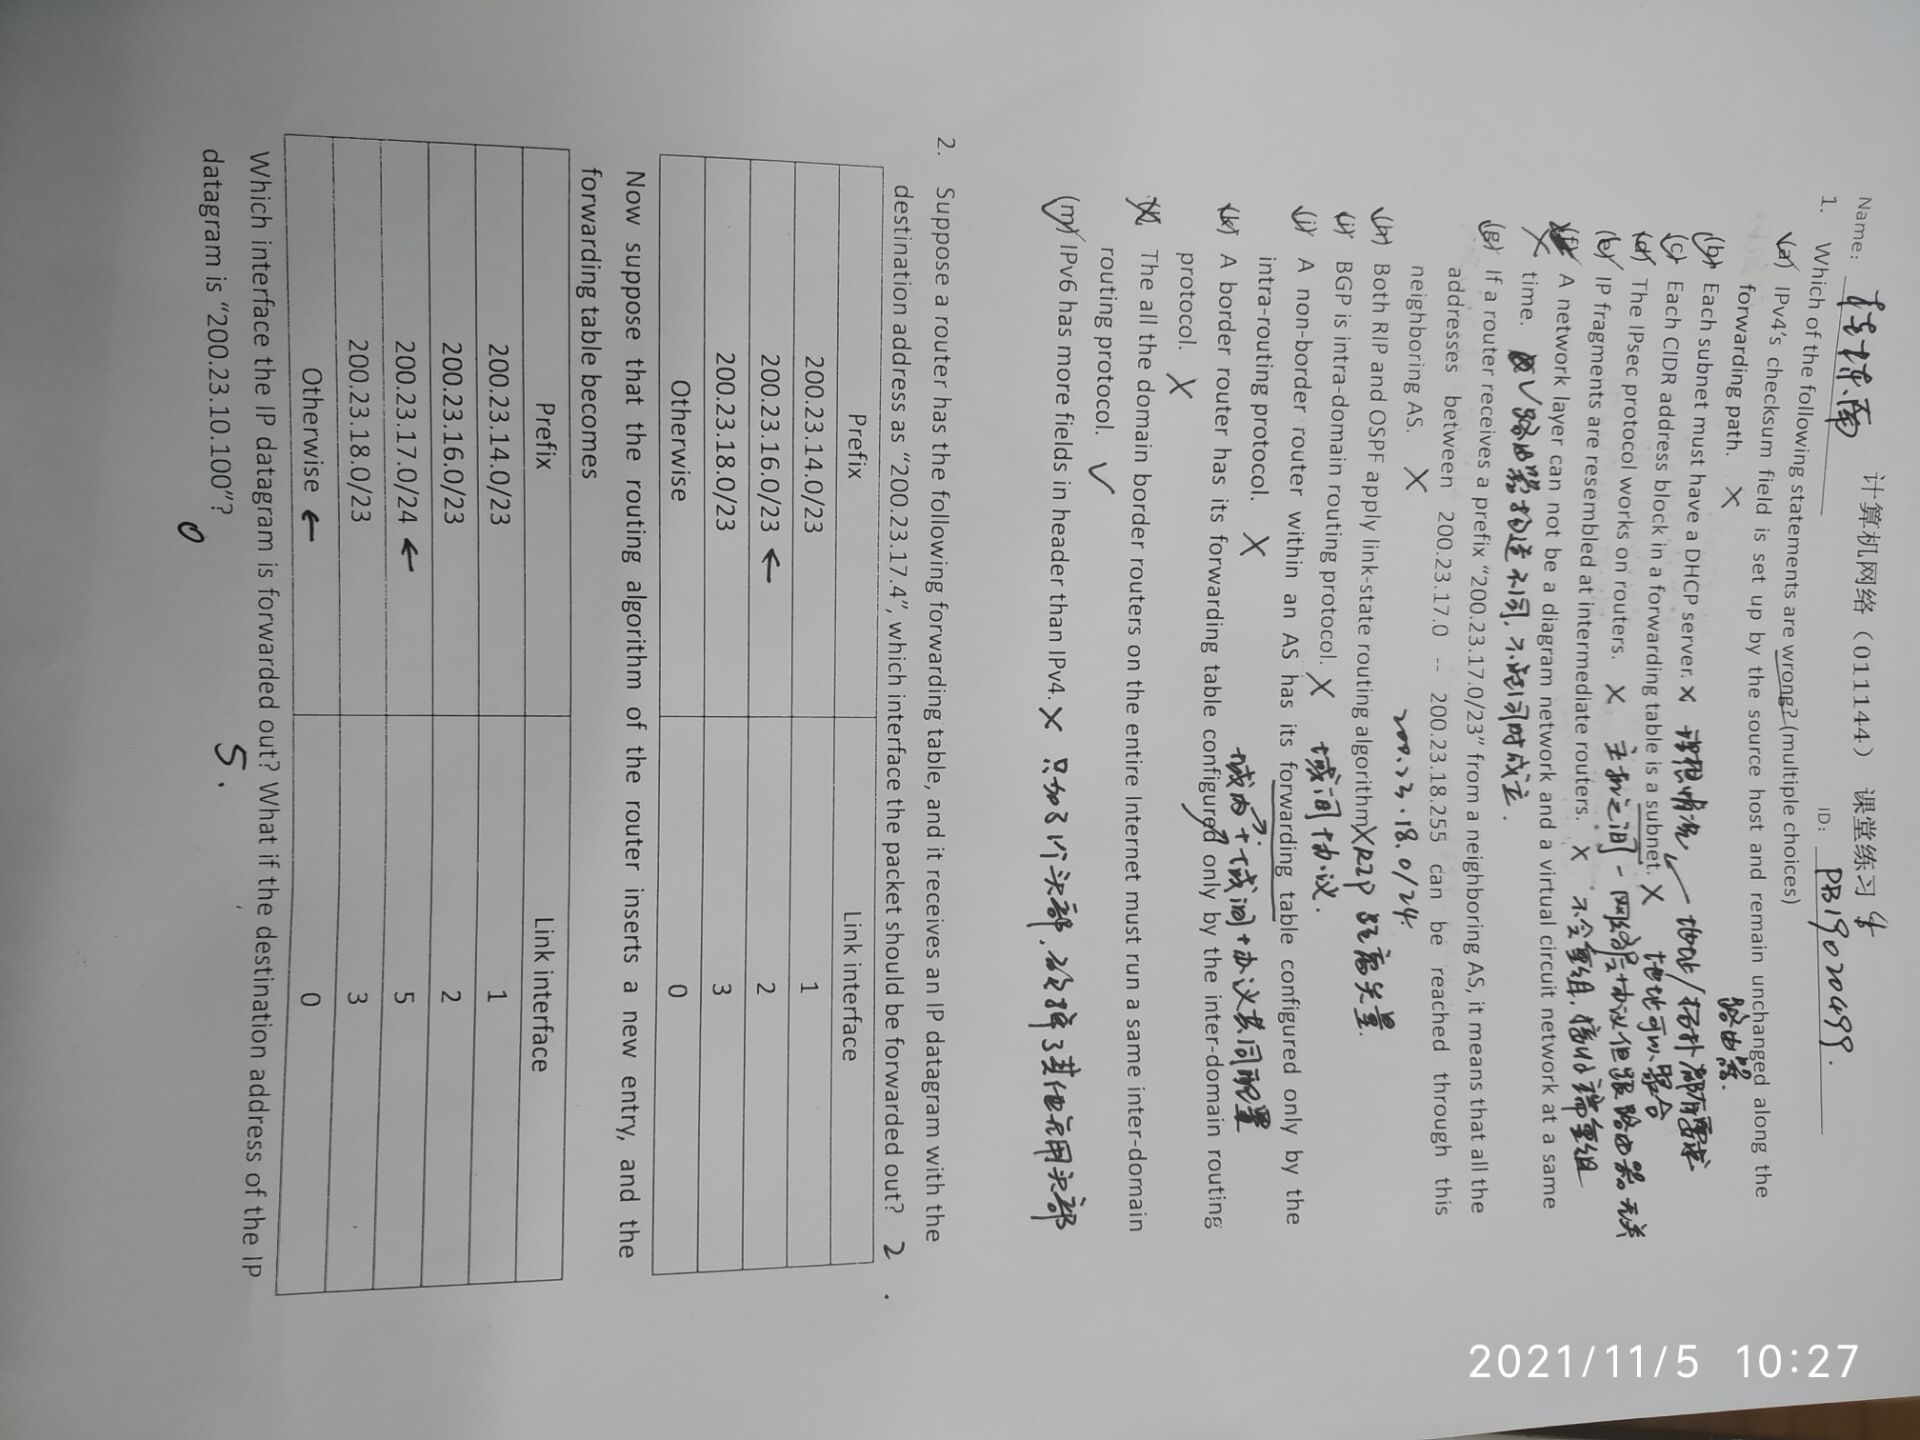 Name: 桂栋南 计算机网络（011144） 课堂练习
ID: PB19020499.
1. Which of the following statements are wrong? (multiple choices)
(a) IPv4's checksum field is set up by the source host and remain unchanged along the
forwarding path. ×
路由器.
(b) Each subnet must have a DHCP server. × 理想情况 地址/拓扑都有要求
(c) Each CIDR address block in a forwarding table is a subnet. × 地址可以聚合
(d) The IPsec protocol works on routers. × 主机之间－网络层协议但跟路由器无关
(e) IP fragments are resembled at intermediate routers. × 不会重组,接收端重组
(f) A network layer can not be a diagram network and a virtual circuit network at a same
time. ✓路由器构造不同,不能同时成立.
(g) If a router receives a prefix “200.23.17.0/23” from a neighboring AS, it means that all the
addresses between 200.23.17.0 -- 200.23.18.255 can be reached through this
neighboring AS. × 200.23.18.0/24.
(h) Both RIP and OSPF apply link-state routing algorithm × RIP 距离矢量.
(i) BGP is intra-domain routing protocol. × 域间协议.
(j) A non-border router within an AS has its forwarding table configured only by the
intra-routing protocol. × 域内+域间协议共同配置
(k) A border router has its forwarding table configured only by the inter-domain routing
protocol. ×
The all the domain border routers on the entire Internet must run a same inter-domain
routing protocol. ✓
(m) IPv6 has more fields in header than IPv4. × 只加了1个头部,砍掉了其他无用头部
2. Suppose a router has the following forwarding table, and it receives an IP datagram with the
destination address as “200.23.17.4”, which interface the packet should be forwarded out? 2.
Prefix Link interface
200.23.14.0/23 1
200.23.16.0/23 ← 2
200.23.18.0/23 3
Otherwise 0
Now suppose that the routing algorithm of the router inserts a new entry, and the
forwarding table becomes
Prefix Link interface
200.23.14.0/23 1
200.23.16.0/23 2
200.23.17.0/24 ← 5
200.23.18.0/23 3
Otherwise ← 0
Which interface the IP datagram is forwarded out? What if the destination address of the IP
datagram is “200.23.10.100”? 5.
0
2021/11/5 10:27